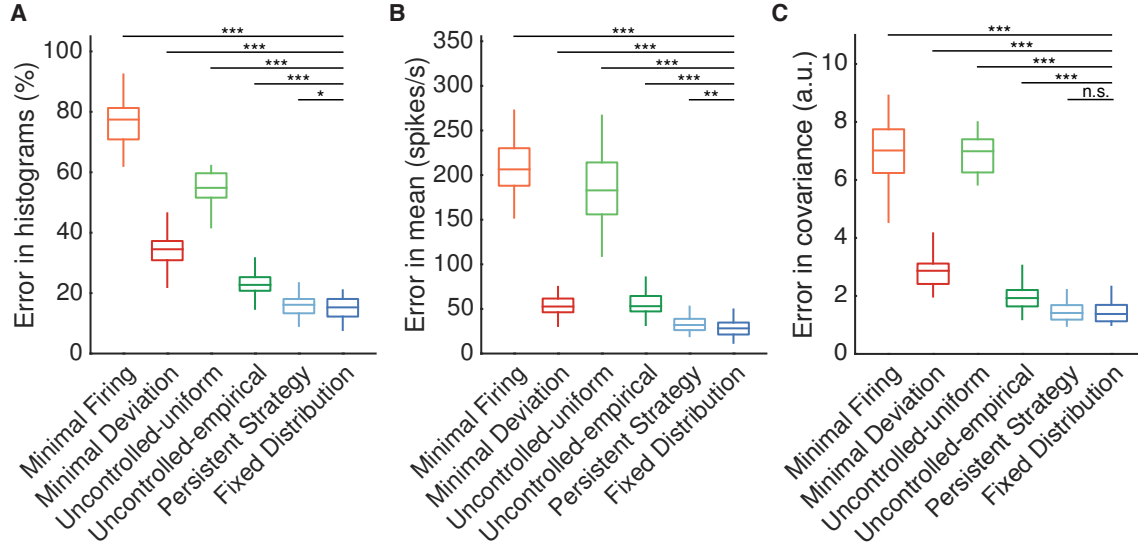 A
Error in histograms (%)
100
80
60
40
20
0
***
***
***
***
*
Minimal Firing
Minimal Deviation
Uncontrolled-uniform
Uncontrolled-empirical
Persistent Strategy
Fixed Distribution
B
Error in mean (spikes/s)
350
300
250
200
150
100
50
0
***
***
***
***
**
Minimal Firing
Minimal Deviation
Uncontrolled-uniform
Uncontrolled-empirical
Persistent Strategy
Fixed Distribution
C
Error in covariance (a.u.)
10
8
6
4
2
0
***
***
***
***
n.s.
Minimal Firing
Minimal Deviation
Uncontrolled-uniform
Uncontrolled-empirical
Persistent Strategy
Fixed Distribution